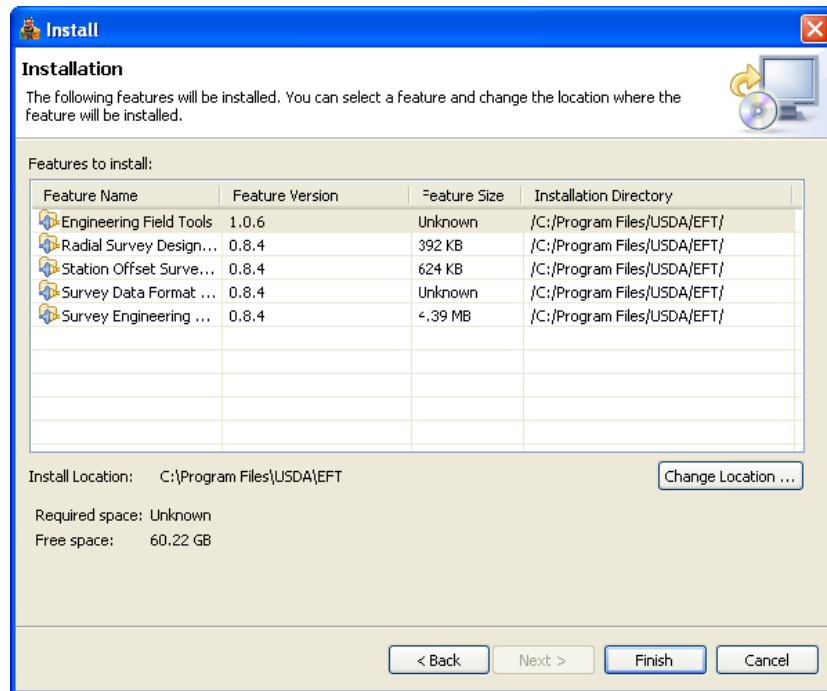 Install
Installation
The following features will be installed. You can select a feature and change the location where the
feature will be installed.
Features to install:
Feature Name Feature Version Feature Size Installation Directory
Engineering Field Tools 1.0.6 Unknown /C:/Program Files/USDA/EFT/
Radial Survey Design... 0.8.4 392 KB /C:/Program Files/USDA/EFT/
Station Offset Surve... 0.8.4 624 KB /C:/Program Files/USDA/EFT/
Survey Data Format ... 0.8.4 Unknown /C:/Program Files/USDA/EFT/
Survey Engineering ... 0.8.4 4.39 MB /C:/Program Files/USDA/EFT/
Install Location: C:\Program Files\USDA\EFT Change Location ...
Required space: Unknown
Free space: 60.22 GB
< Back Next > Finish Cancel